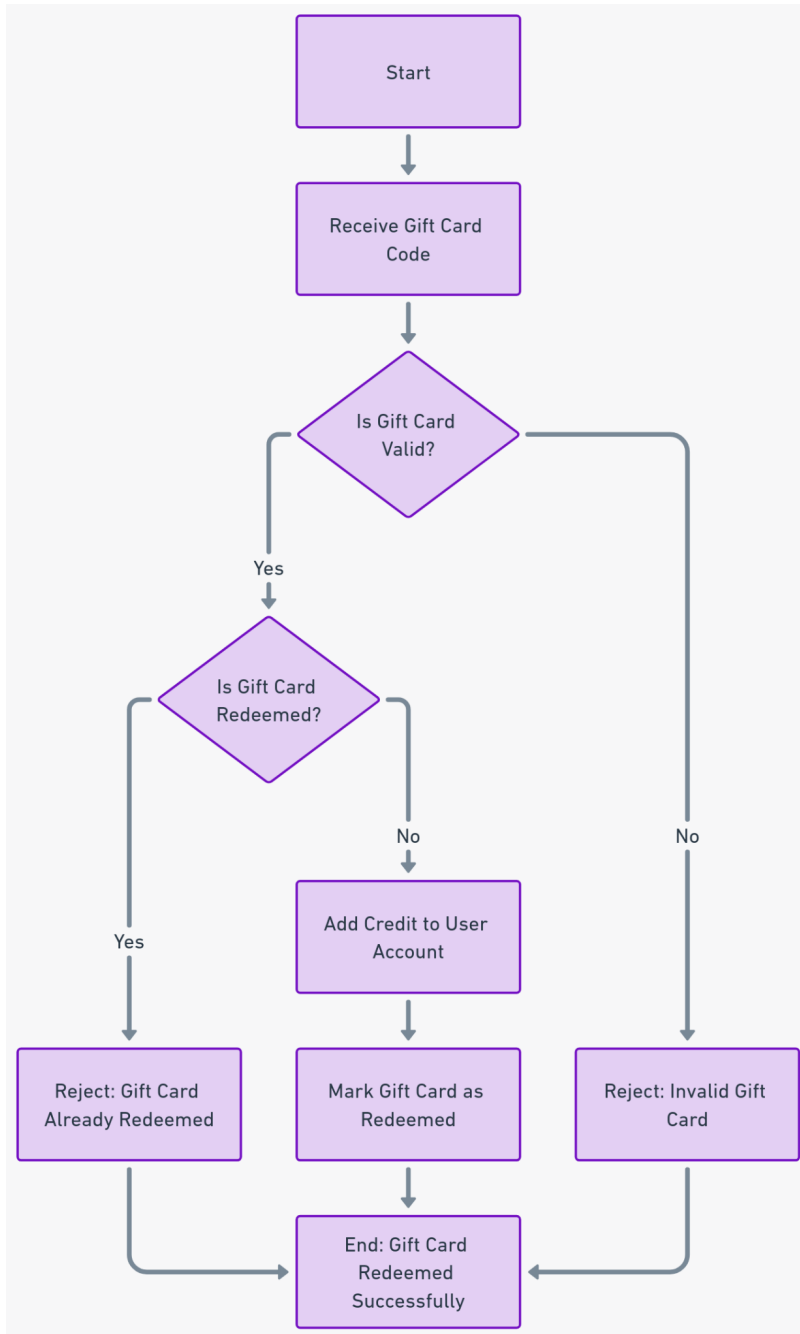 Start
Receive Gift Card
Code
Is Gift Card
Valid?
Yes
Is Gift Card
Redeemed?
No
No
Add Credit to User
Account
Yes
Reject: Gift Card
Already Redeemed
Mark Gift Card as
Redeemed
Reject: Invalid Gift
Card
End: Gift Card
Redeemed
Successfully